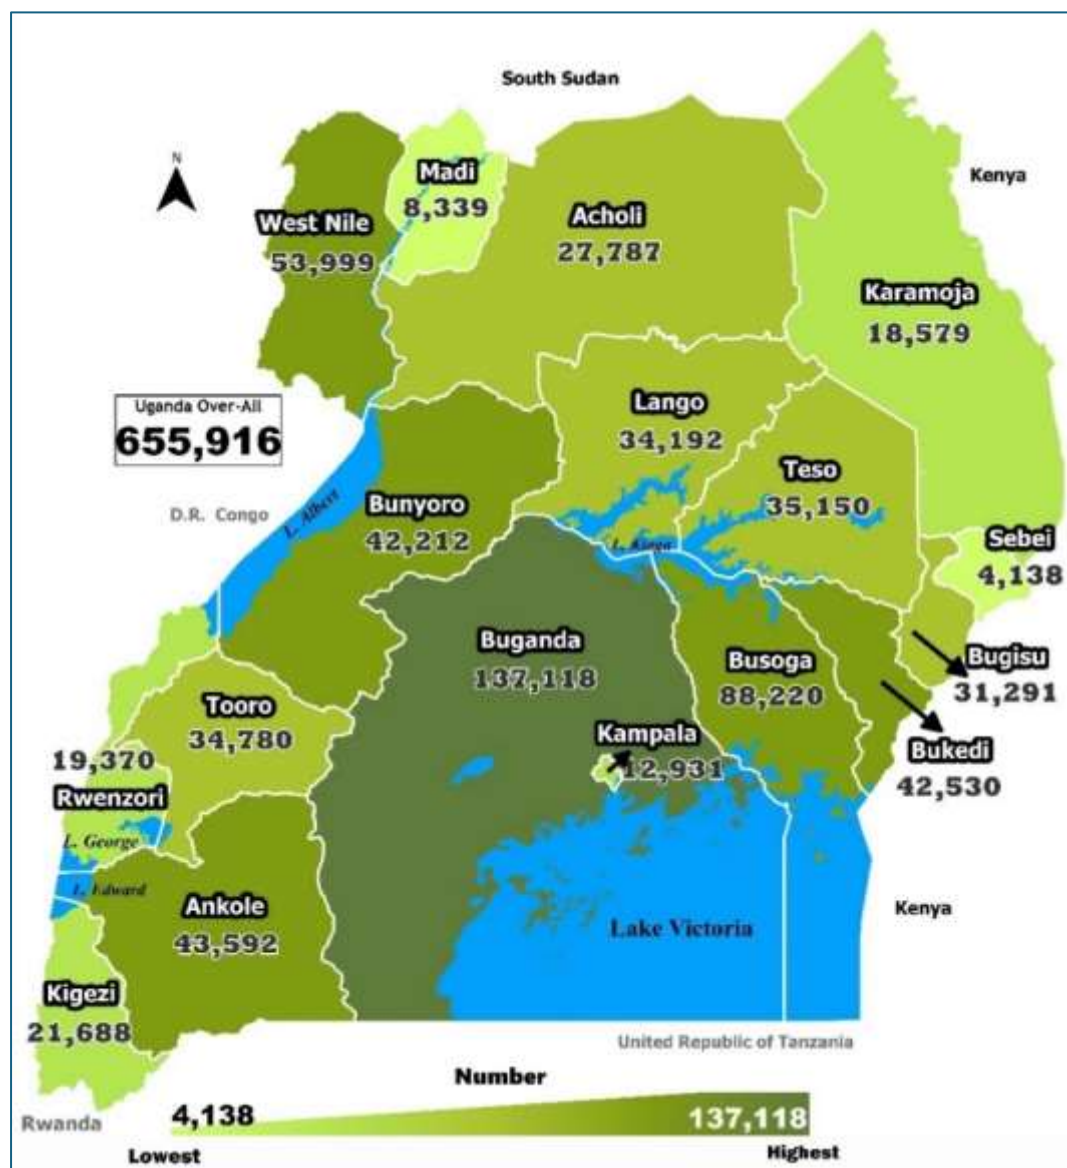 South Sudan
N
Madi
8,339
Kenya
West Nile
53,999
Acholi
27,787
Karamoja
18,579
Uganda Over-All
655,916
Lango
34,192
Teso
35,150
D.R. Congo
L. Albert
Bunyoro
42,212
L. Kioga
Sebei
4,138
Buganda
137,118
Busoga
88,220
Bugisu
31,291
Tooro
34,780
Kampala
12,931
Bukedi
42,530
19,370
Rwenzori
L. George
L. Edward
Ankole
43,592
Kenya
Lake Victoria
Kigezi
21,688
United Republic of Tanzania
Number
Rwanda
4,138
137,118
Lowest
Highest